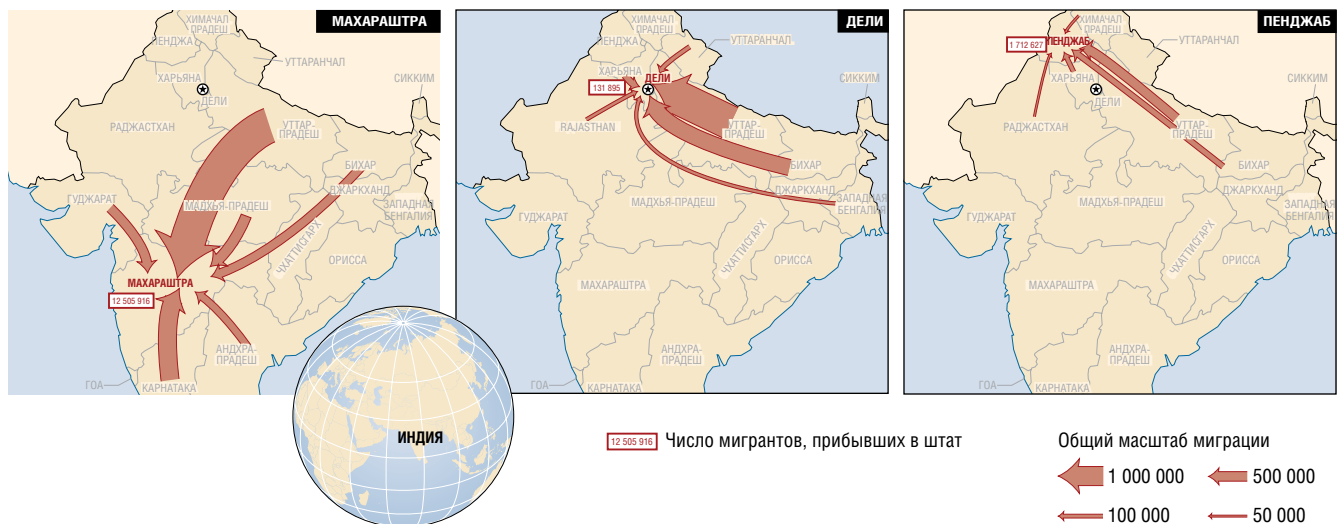 МАХАРАШТРА
ХИМАЧАЛ
ПРАДЕШ
ПЕНДЖА
УТТАРАНЧАЛ
ХАРЬЯНА
ДЕЛИ
СИККИМ
РАДЖАСТХАН
УТТАР-
ПРАДЕШ
БИХАР
ДЖАРКХАНД
ГУДЖАРАТ
МАДХЬЯ-ПРАДЕШ
ЗАПАДНАЯ
БЕНГАЛИЯ
ЧХАТТИСГАРХ
ОРИССА
МАХАРАШТРА
12 505 916
АНДХРА-
ПРАДЕШ
ГОА
КАРНАТАКА
ДЕЛИ
ХИМАЧАЛ
ПРАДЕШ
ПЕНДЖА
УТТАРАНЧАЛ
ХАРЬЯНА
ДЕЛИ
131 895
СИККИМ
RAJASTHAN
УТТАР-
ПРАДЕШ
БИХАР
ДЖАРКХАНД
ГУДЖАРАТ
МАДХЬЯ-ПРАДЕШ
ЗАПАДНАЯ
БЕНГАЛИЯ
ЧХАТТИСГАРХ
ОРИССА
МАХАРАШТРА
АНДХРА-
ПРАДЕШ
ГОА
КАРНАТАКА
ПЕНДЖАБ
ХИМАЧАЛ
ПРАДЕШ
1 712 627
ПЕНДЖАБ
УТТАРАНЧАЛ
ХАРЬЯНА
ДЕЛИ
СИККИМ
РАДЖАСТХАН
УТТАР-
ПРАДЕШ
БИХАР
ДЖАРКХАНД
ГУДЖАРАТ
МАДХЬЯ-ПРАДЕШ
ЗАПАДНАЯ
БЕНГАЛИЯ
ЧХАТТИСГАРХ
ОРИССА
МАХАРАШТРА
АНДХРА-
ПРАДЕШ
ГОА
КАРНАТАКА
ИНДИЯ
12 505 916 Число мигрантов, прибывших в штат
Общий масштаб миграции
1 000 000
500 000
100 000
50 000